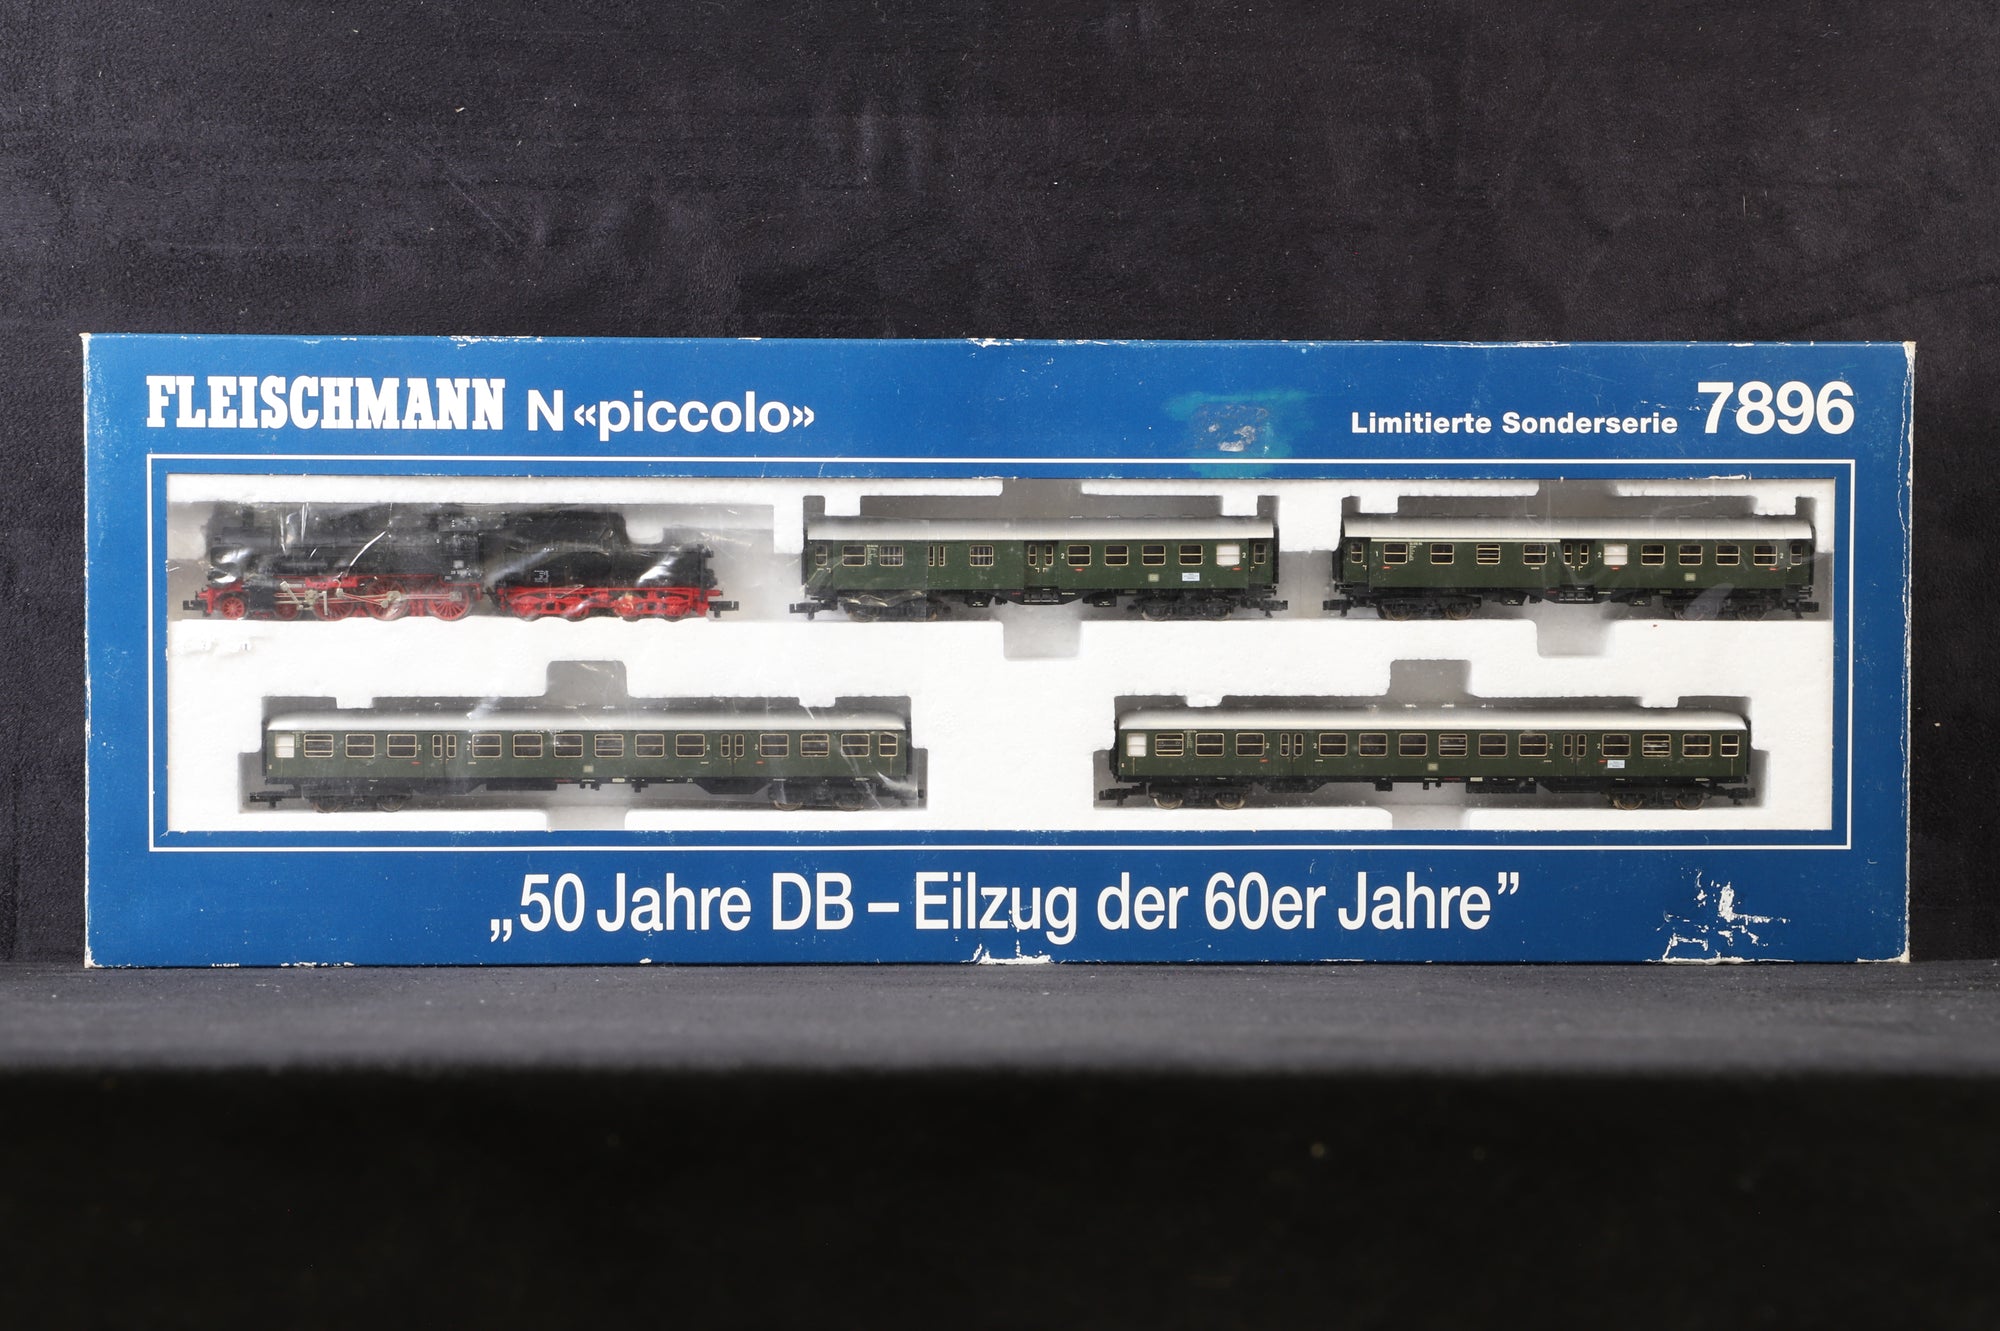 FLEISCHMANN N «piccolo»
Limitierte Sonderserie 7896
„50 Jahre DB – Eilzug der 60er Jahre”